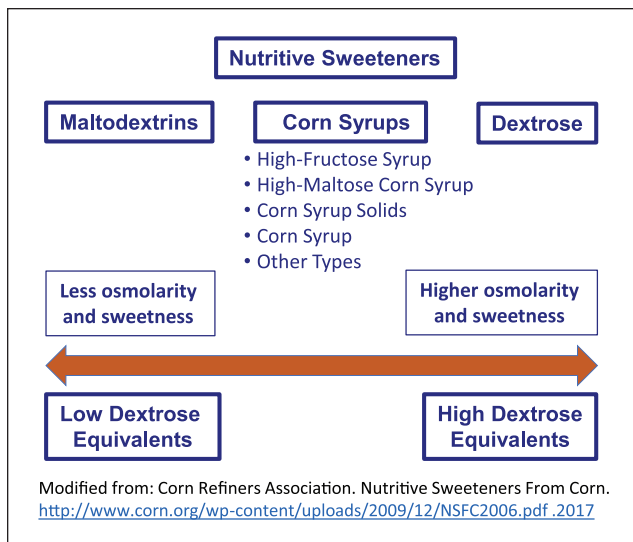 Nutritive Sweeteners
Maltodextrins
Corn Syrups
Dextrose
• High-Fructose Syrup
• High-Maltose Corn Syrup
• Corn Syrup Solids
• Corn Syrup
• Other Types
Less osmolarity
and sweetness
Higher osmolarity
and sweetness
Low Dextrose
Equivalents
High Dextrose
Equivalents
Modified from: Corn Refiners Association. Nutritive Sweeteners From Corn.
http://www.corn.org/wp-content/uploads/2009/12/NSFC2006.pdf .2017